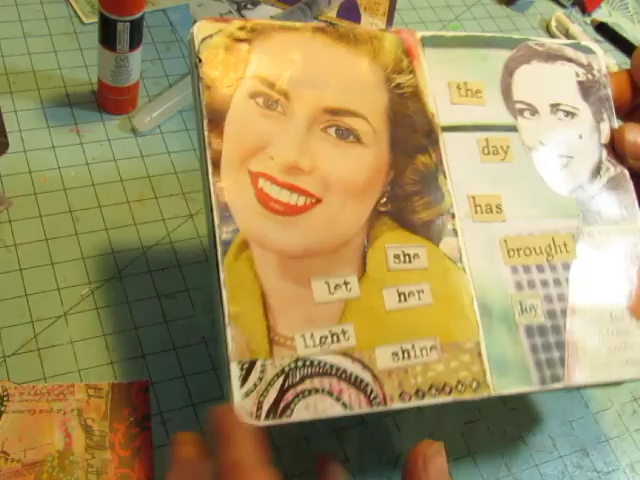 she
let her
light shine
the
day
has
brought
joy